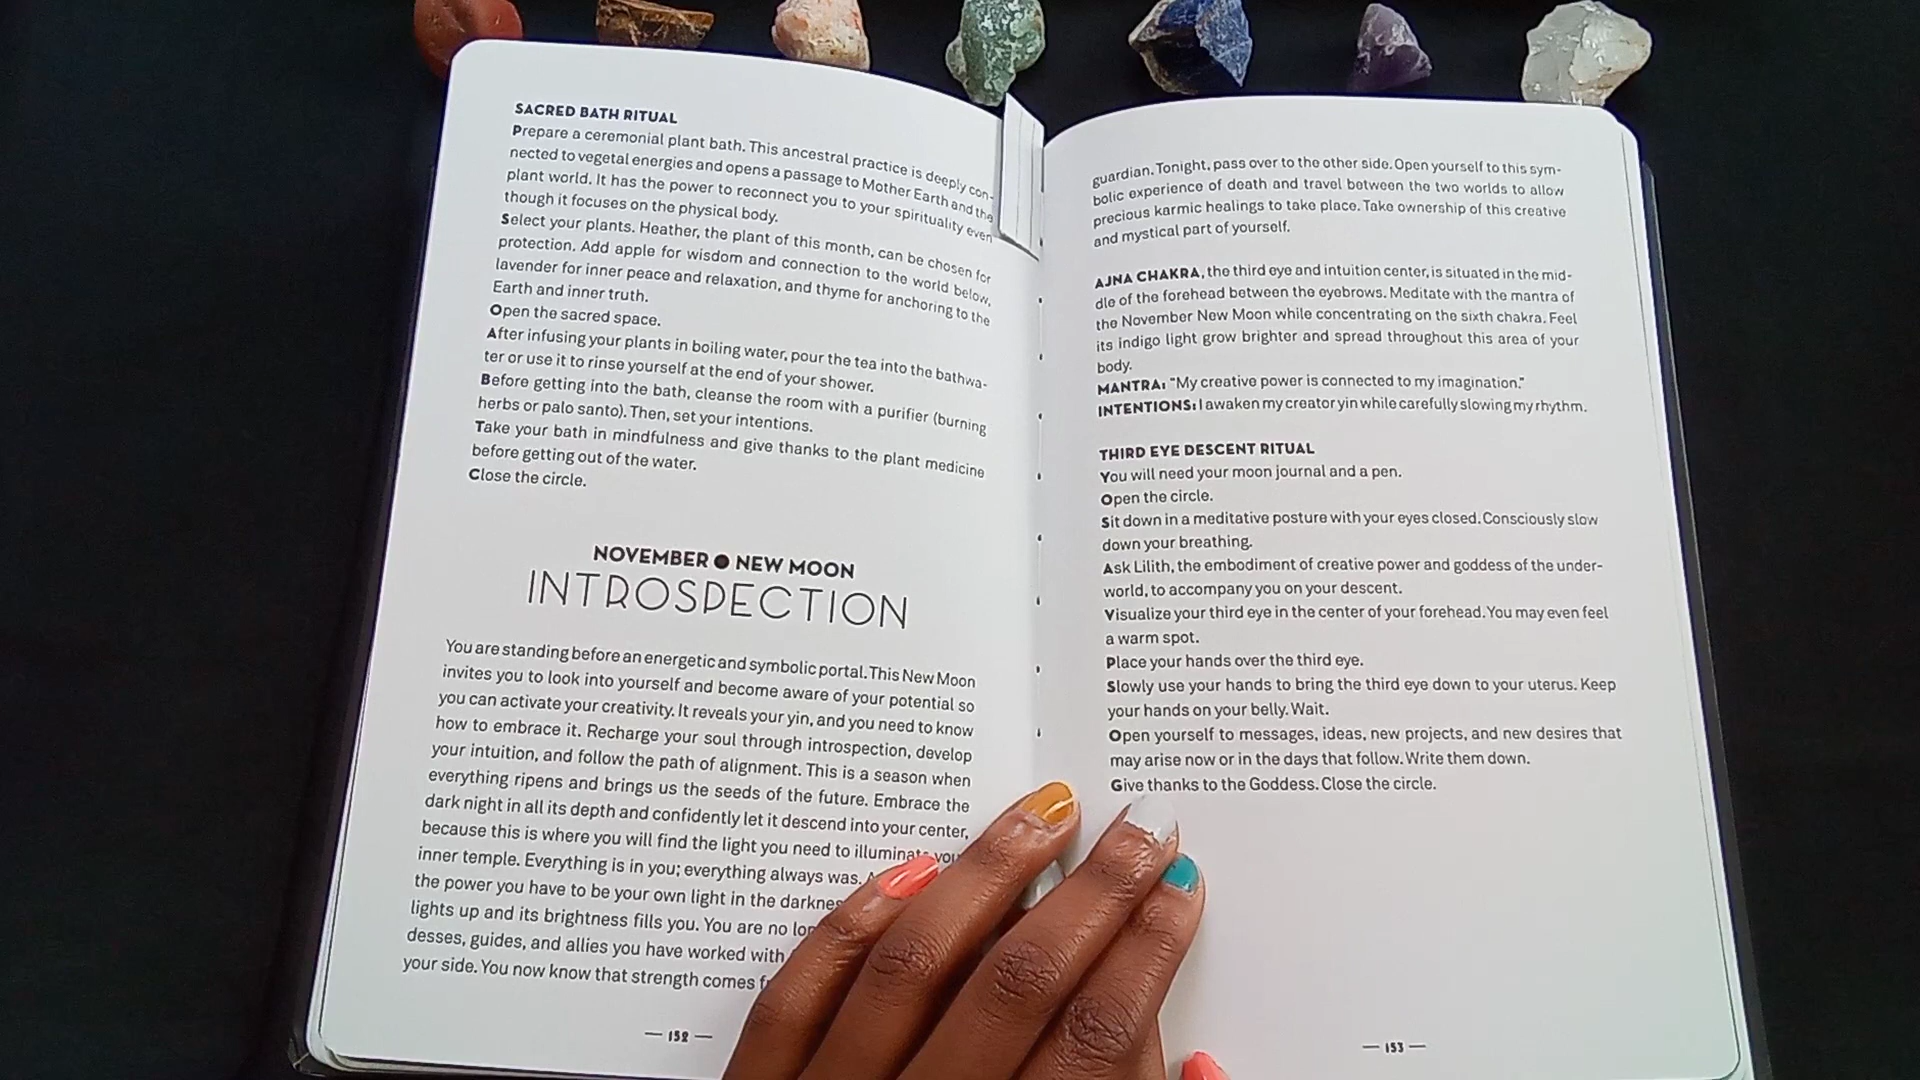 SACRED BATH RITUAL
Prepare a ceremonial plant bath. This ancestral practice is deeply con-
nected to vegetal energies and opens a passage to Mother Earth and the
plant world. It has the power to reconnect you to your spirituality even
though it focuses on the physical body.
Select your plants. Heather, the plant of this month, can be chosen for
protection. Add apple for wisdom and connection to the world below,
lavender for inner peace and relaxation, and thyme for anchoring to the
Earth and inner truth.
Open the sacred space.
After infusing your plants in boiling water, pour the tea into the bathwa-
ter or use it to rinse yourself at the end of your shower.
Before getting into the bath, cleanse the room with a purifier (burning
herbs or palo santo). Then, set your intentions.
Take your bath in mindfulness and give thanks to the plant medicine
before getting out of the water.
Close the circle.
NOVEMBER ● NEW MOON
INTROSPECTION
You are standing before an energetic and symbolic portal. This New Moon
invites you to look into yourself and become aware of your potential so
you can activate your creativity. It reveals your yin, and you need to know
how to embrace it. Recharge your soul through introspection, develop
your intuition, and follow the path of alignment. This is a season when
everything ripens and brings us the seeds of the future. Embrace the
dark night in all its depth and confidently let it descend into your center,
because this is where you will find the light you need to illuminate
inner temple. Everything is in you; everything always was.
the power you have to be your own light in the
lights up and its brightness fills you. You are no
desses, guides, and allies you have worked with
your side. You now know that strength comes
— 152 —
guardian. Tonight, pass over to the other side. Open yourself to this sym-
bolic experience of death and travel between the two worlds to allow
precious karmic healings to take place. Take ownership of this creative
and mystical part of yourself.
AJNA CHAKRA, the third eye and intuition center, is situated in the mid-
dle of the forehead between the eyebrows. Meditate with the mantra of
the November New Moon while concentrating on the sixth chakra. Feel
its indigo light grow brighter and spread throughout this area of your
body.
MANTRA: "My creative power is connected to my imagination."
INTENTIONS: I awaken my creator yin while carefully slowing my rhythm.
THIRD EYE DESCENT RITUAL
You will need your moon journal and a pen.
Open the circle.
Sit down in a meditative posture with your eyes closed. Consciously slow
down your breathing.
Ask Lilith, the embodiment of creative power and goddess of the under-
world, to accompany you on your descent.
Visualize your third eye in the center of your forehead. You may even feel
a warm spot.
Place your hands over the third eye.
Slowly use your hands to bring the third eye down to your uterus. Keep
your hands on your belly. Wait.
Open yourself to messages, ideas, new projects, and new desires that
may arise now or in the days that follow. Write them down.
Give thanks to the Goddess. Close the circle.
— 153 —